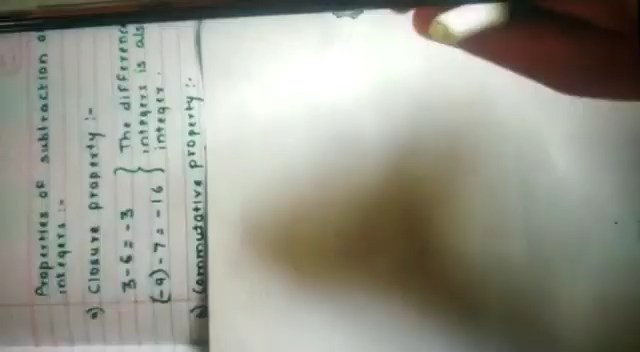 Properties of subtraction o
integers :-
a) Closure property :-
3 - 6 = -3 } The difference
(-9) - 7 = -16 } integers is als
integer.
b) Commutative property :-